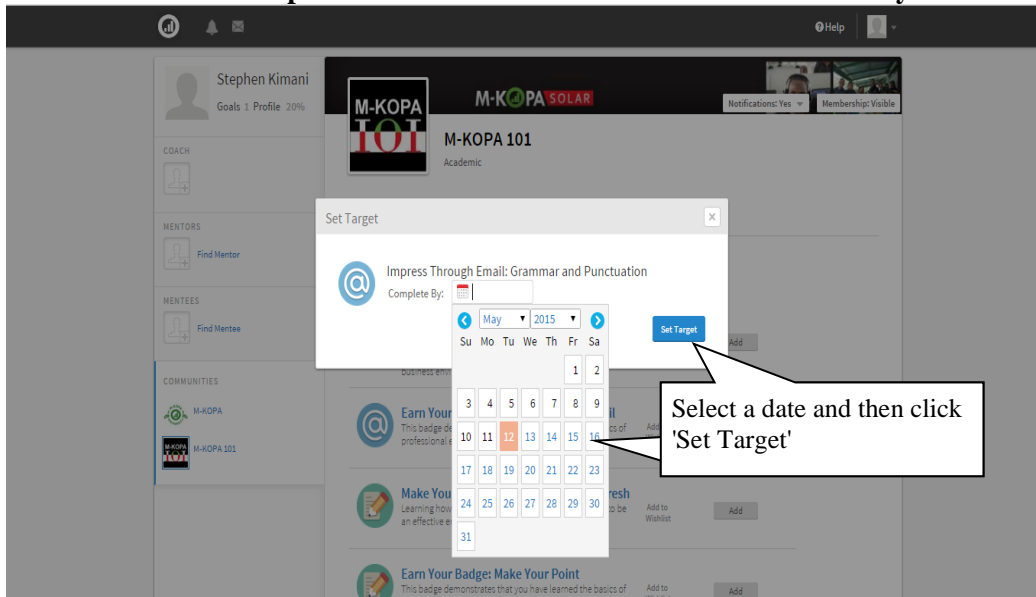 Help
Stephen Kimani
Goals 1 Profile 20%
COACH
MENTORS
Find Mentor
MENTEES
Find Mentee
COMMUNITIES
M-KOPA
M-KOPA 101
M-KOPA
101
M-KOPA SOLAR
Notifications: Yes
Membership: Visible
M-KOPA 101
Academic
Set Target
x
Impress Through Email: Grammar and Punctuation
Complete By:
May 2015
Su Mo Tu We Th Fr Sa
1 2
3 4 5 6 7 8 9
10 11 12 13 14 15 16
17 18 19 20 21 22 23
24 25 26 27 28 29 30
31
Set Target
Add
Select a date and then click
'Set Target'
business
Earn Your
This badge
professional
Make You
Learning how
an effective
Add to
Wishlist
Add
Earn Your Badge: Make Your Point
This badge demonstrates that you have learned the basics of
Add to
Add